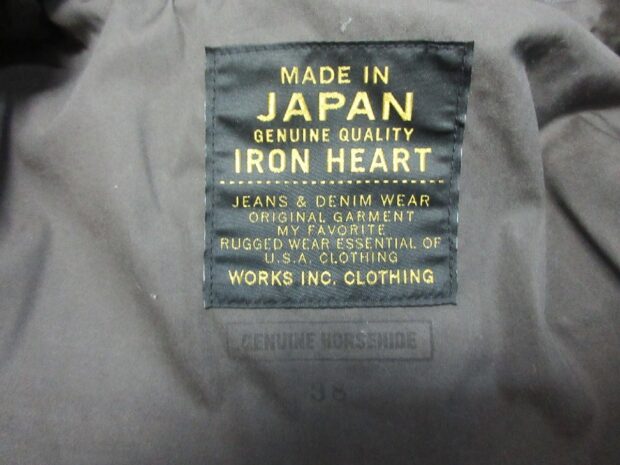 MADE IN
JAPAN
GENUINE QUALITY
IRON HEART
JEANS & DENIM WEAR
ORIGINAL GARMENT
MY FAVORITE
RUGGED WEAR ESSENTIAL OF
U.S.A. CLOTHING
WORKS INC. CLOTHING
GENUINE HORSEHIDE
38